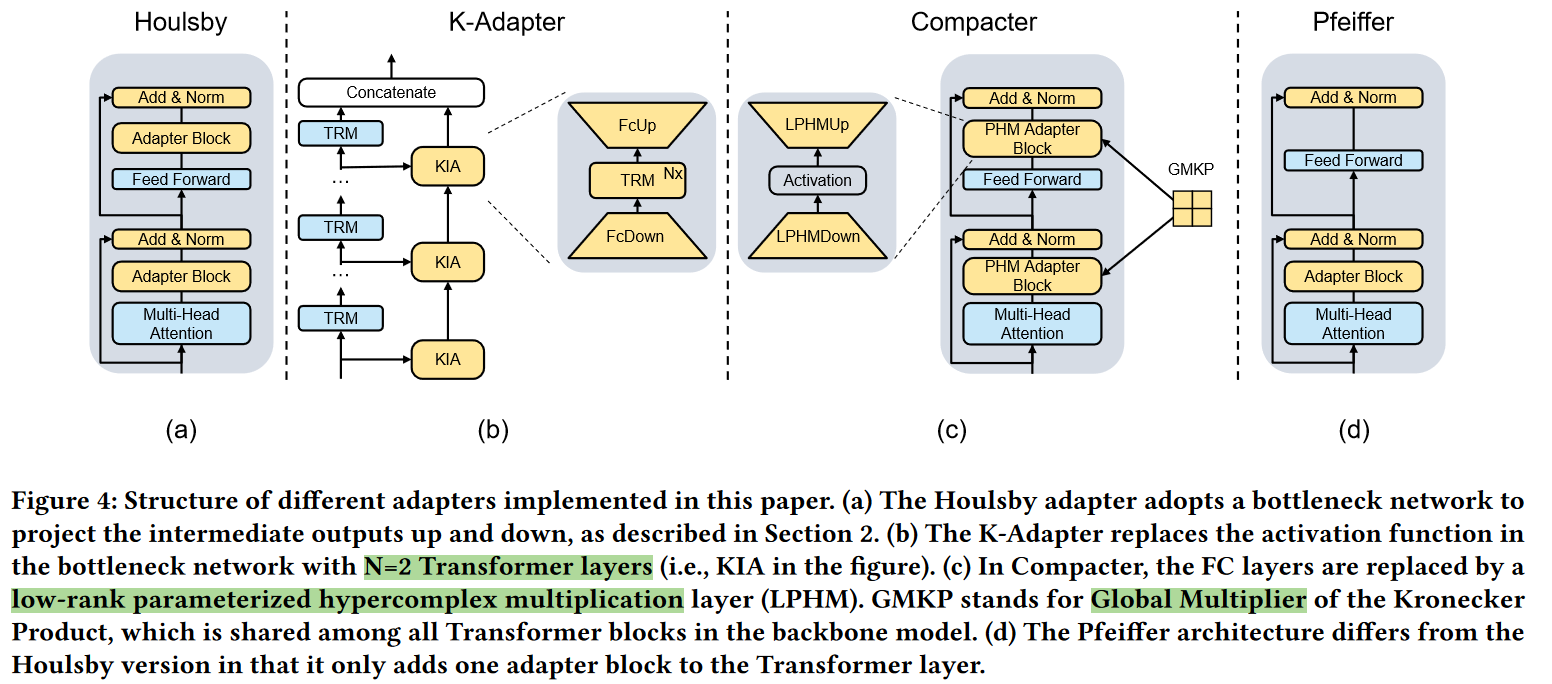 Houlsby
K-Adapter
Compacter
Pfeiffer
Add & Norm
Adapter Block
Feed Forward
Add & Norm
Adapter Block
Multi-Head
Attention
Concatenate
TRM
KIA
...
TRM
KIA
...
TRM
KIA
FcUp
TRM Nx
FcDown
LPHMUp
Activation
LPHMDown
Add & Norm
PHM Adapter
Block
Feed Forward
Add & Norm
PHM Adapter
Block
Multi-Head
Attention
GMKP
Add & Norm
Feed Forward
Add & Norm
Adapter Block
Multi-Head
Attention
(a)
(b)
(c)
(d)
Figure 4: Structure of different adapters implemented in this paper. (a) The Houlsby adapter adopts a bottleneck network to
project the intermediate outputs up and down, as described in Section 2. (b) The K-Adapter replaces the activation function in
the bottleneck network with N=2 Transformer layers (i.e., KIA in the figure). (c) In Compacter, the FC layers are replaced by a
low-rank parameterized hypercomplex multiplication layer (LPHM). GMKP stands for Global Multiplier of the Kronecker
Product, which is shared among all Transformer blocks in the backbone model. (d) The Pfeiffer architecture differs from the
Houlsby version in that it only adds one adapter block to the Transformer layer.